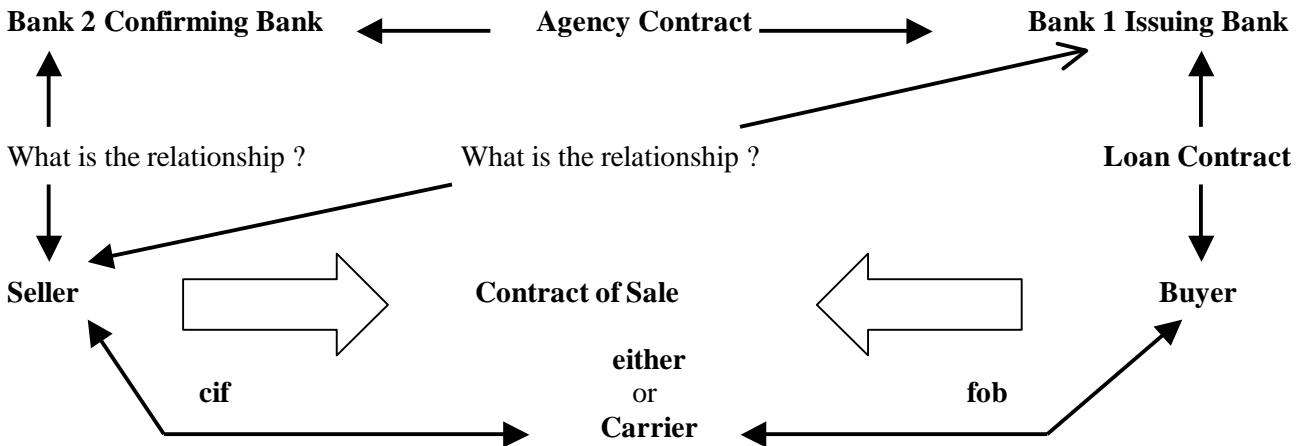 Bank 2 Confirming Bank Agency Contract Bank 1 Issuing Bank
What is the relationship ? What is the relationship ? Loan Contract
Seller Contract of Sale Buyer
either
cif or fob
Carrier